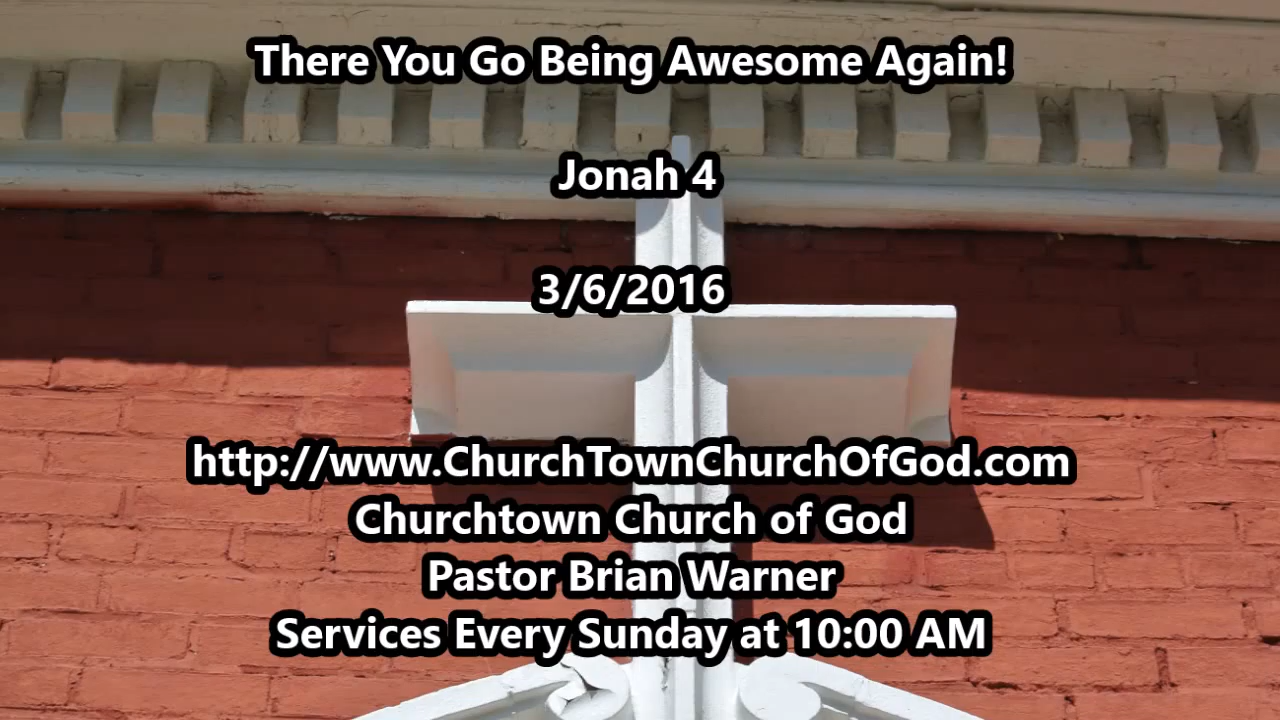 There You Go Being Awesome Again!
Jonah 4
3/6/2016
http://www.ChurchTownChurchOfGod.com
Churchtown Church of God
Pastor Brian Warner
Services Every Sunday at 10:00 AM